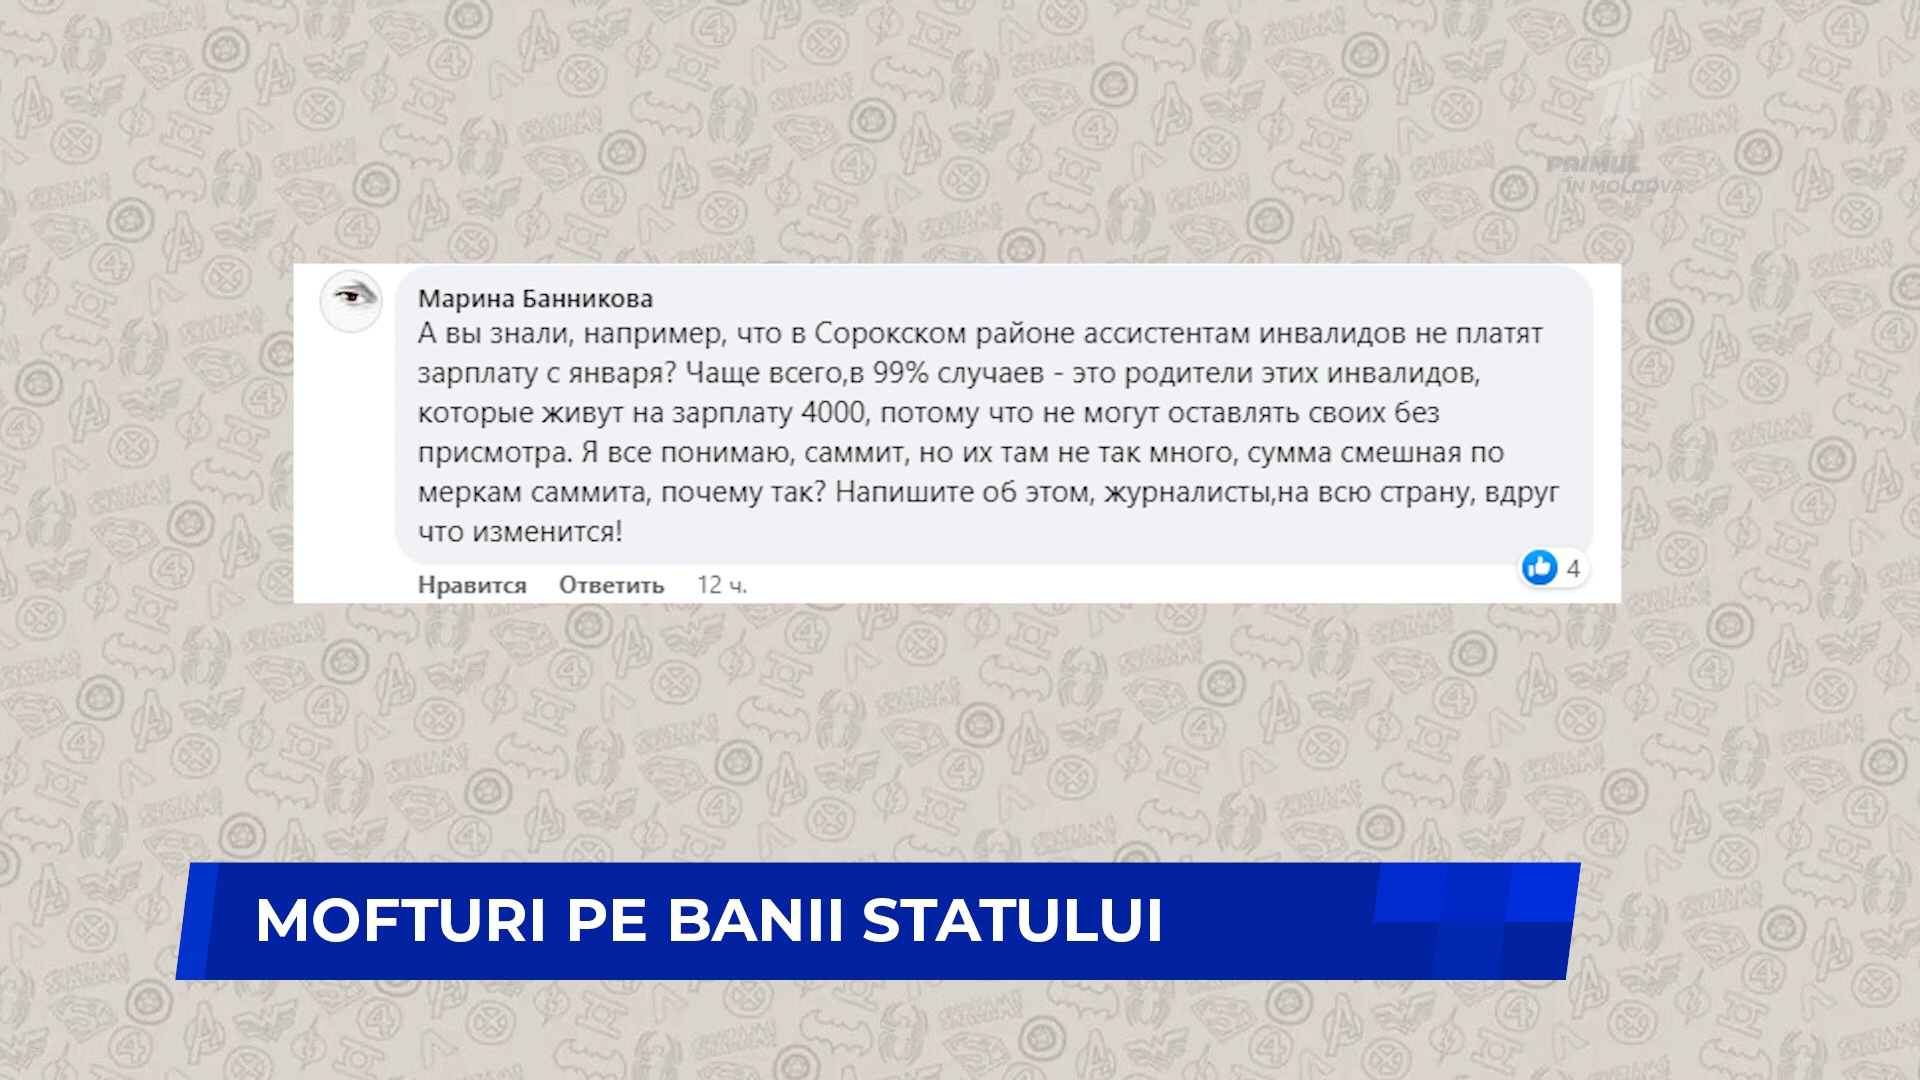 PRIMUL
ÎN MOLDOVA
Марина Банникова
А вы знали, например, что в Сорокском районе ассистентам инвалидов не платят
зарплату с января? Чаще всего,в 99% случаев - это родители этих инвалидов,
которые живут на зарплату 4000, потому что не могут оставлять своих без
присмотра. Я все понимаю, саммит, но их там не так много, сумма смешная по
меркам саммита, почему так? Напишите об этом, журналисты,на всю страну, вдруг
что изменится!
4
Нравится Ответить 12 ч.
MOFTURI PE BANII STATULUI